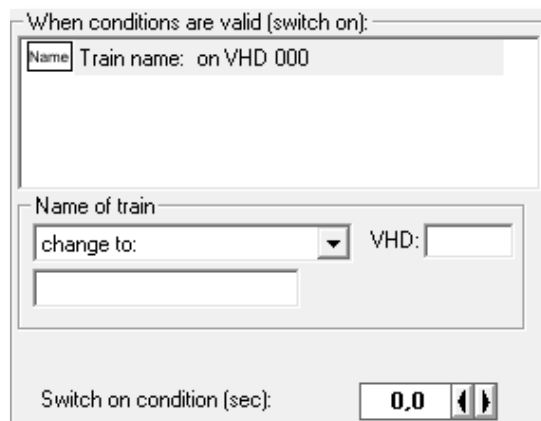 When conditions are valid (switch on):
Name Train name: on VHD 000
Name of train
change to: VHD:
Switch on condition (sec): 0,0